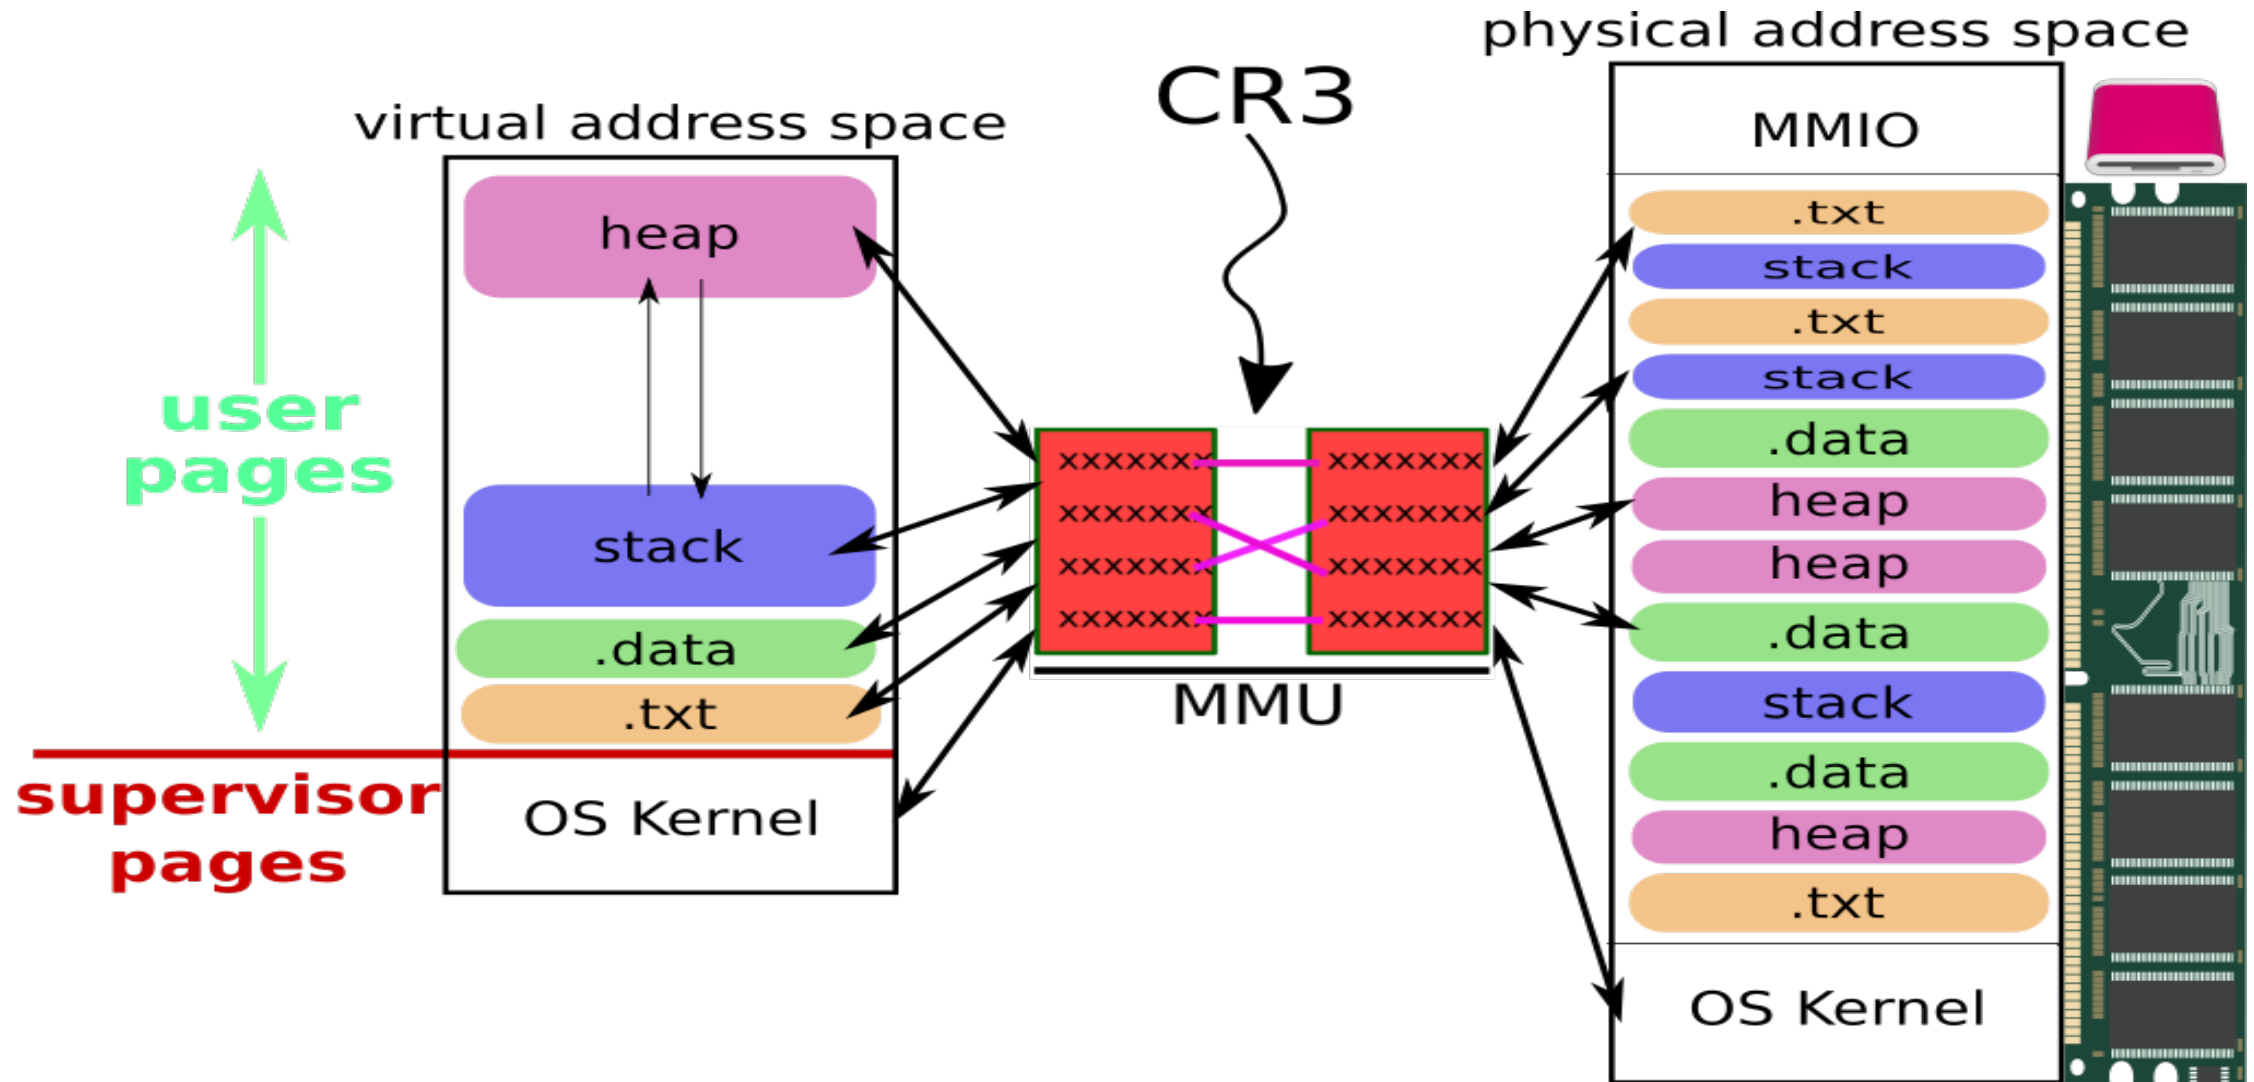 physical address space
CR3
virtual address space
MMIO
heap
user
pages
stack
.data
.txt
supervisor
pages
OS Kernel
xxxxxxx xxxxxxx
xxxxxxx xxxxxxx
xxxxxxx xxxxxxx
xxxxxxx xxxxxxx
MMU
.txt
stack
.txt
stack
.data
heap
heap
.data
stack
.data
heap
.txt
OS Kernel